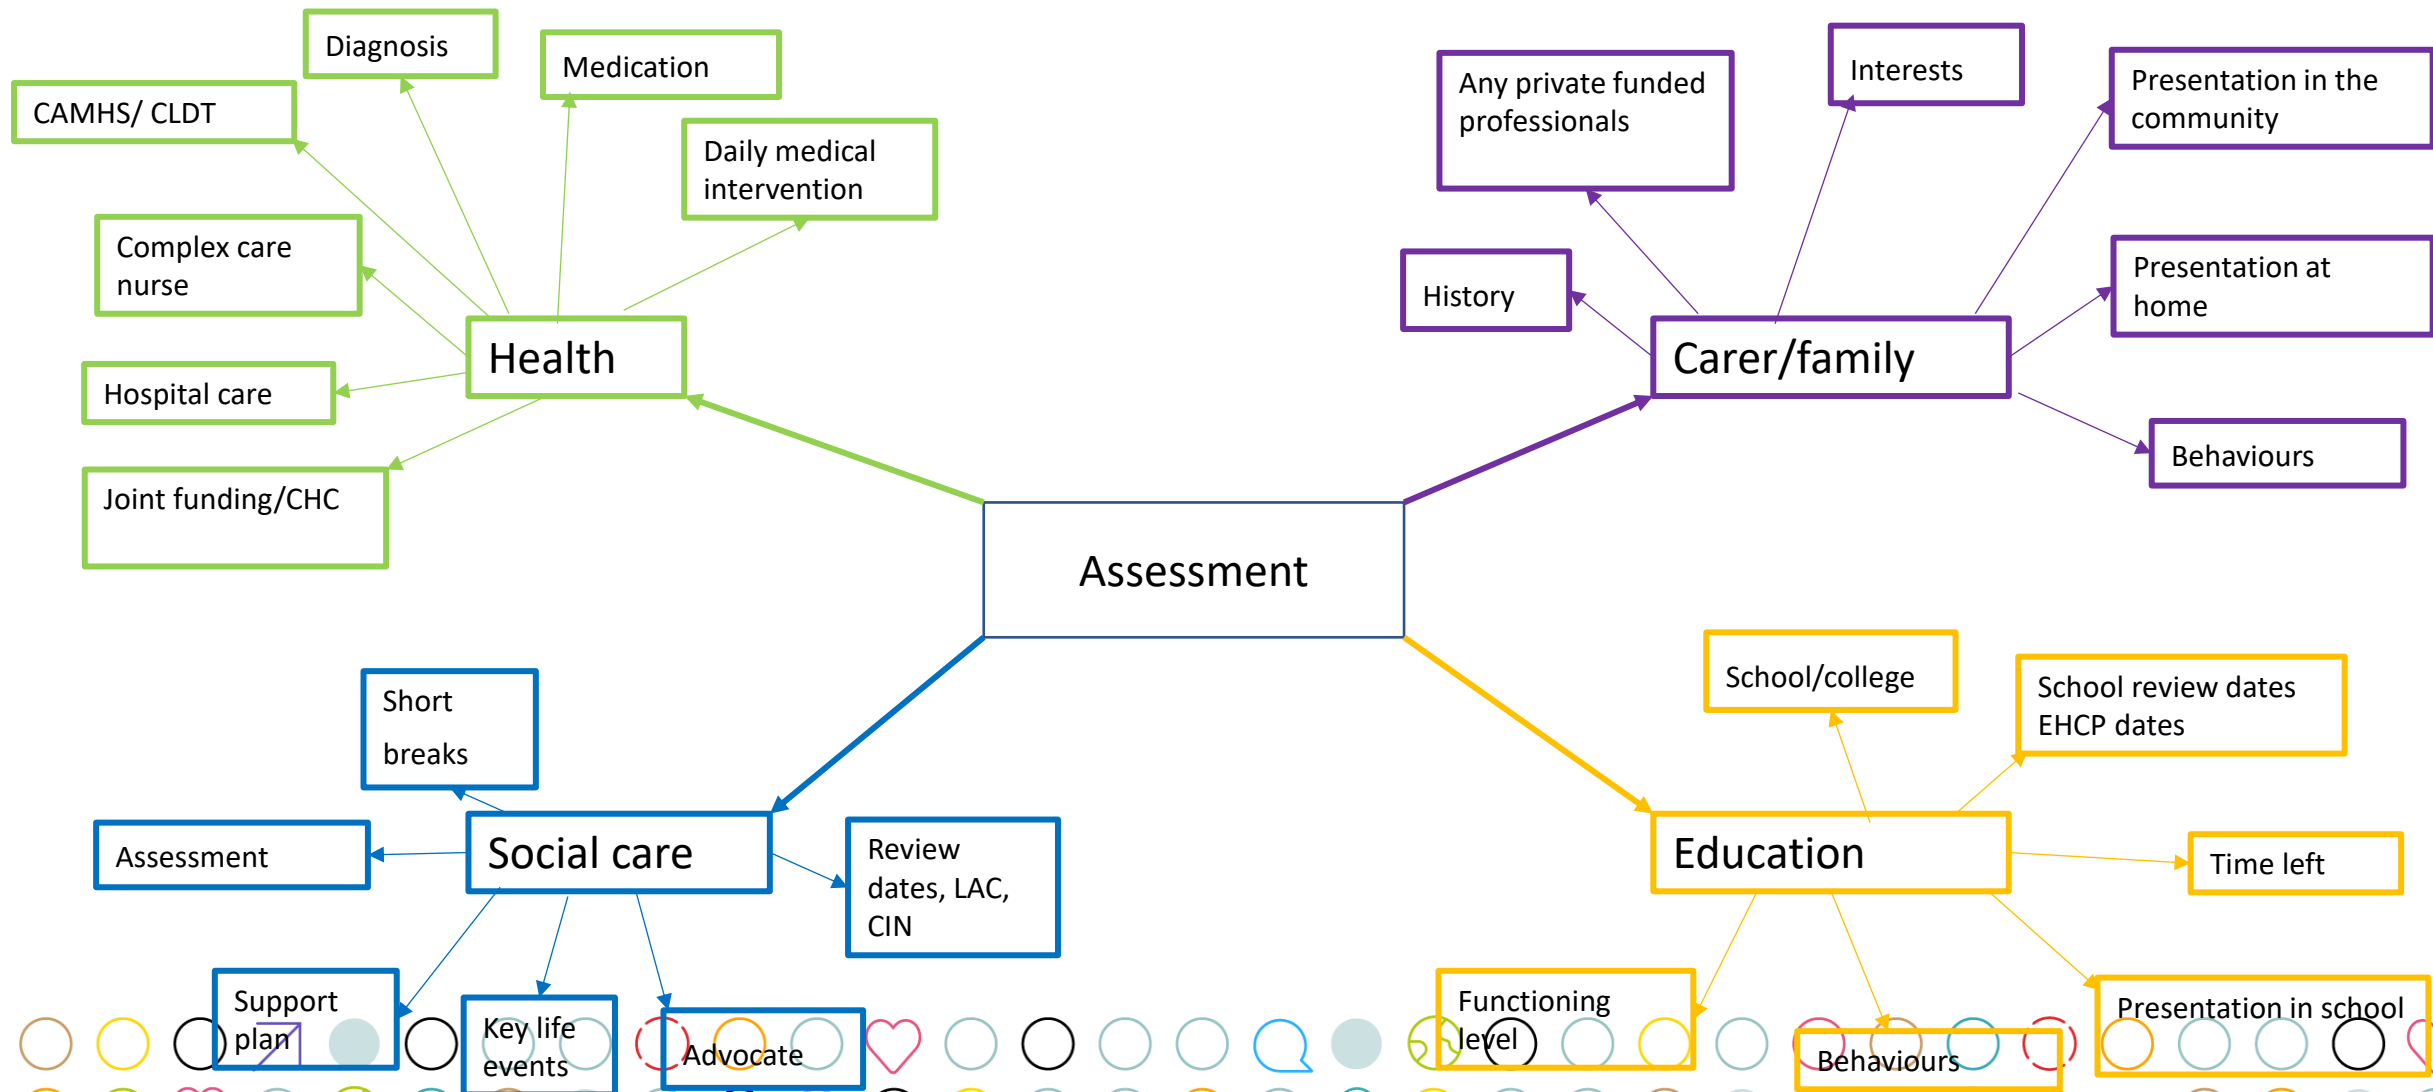 Diagnosis
Medication
CAMHS/ CLDT
Daily medical
intervention
Complex care
nurse
Health
Hospital care
Joint funding/CHC
Any private funded
professionals
Interests
Presentation in the
community
History
Presentation at
home
Carer/family
Behaviours
Assessment
Short
breaks
Assessment
Social care
Review
dates, LAC,
CIN
Support
plan
Key life
events
Advocate
School/college
School review dates
EHCP dates
Education
Time left
Functioning
level
Behaviours
Presentation in school